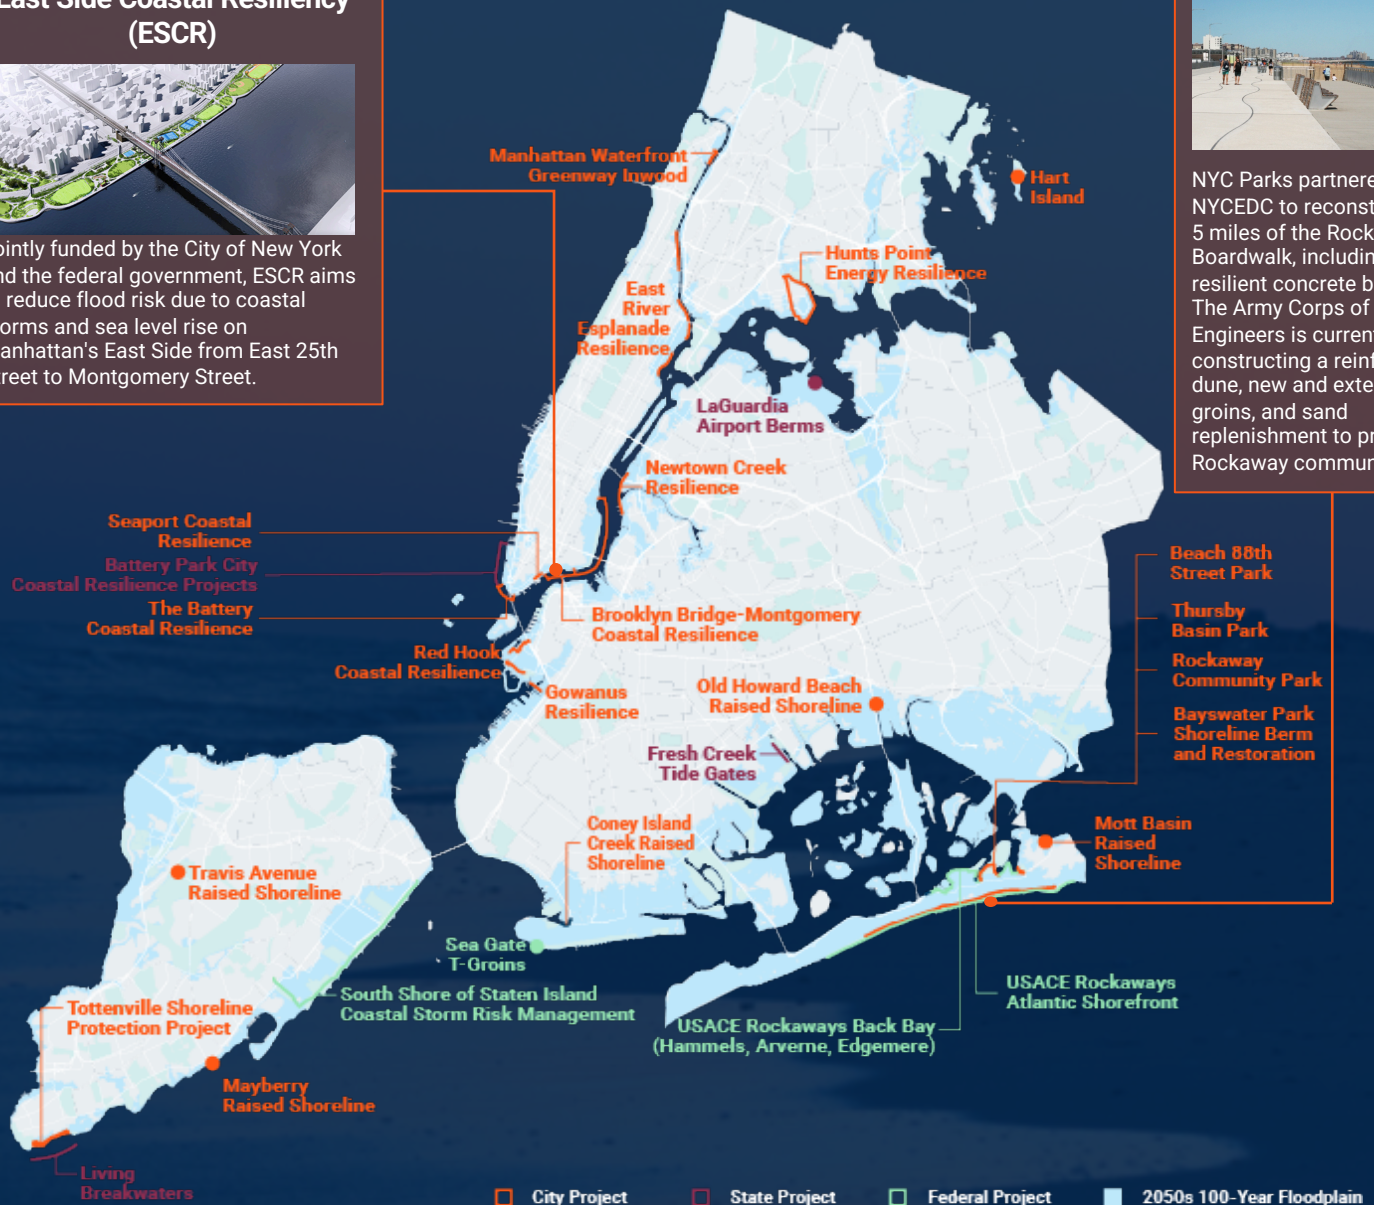 East Side Coastal Resiliency
(ESCR)
ointly funded by the City of New York
nd the federal government, ESCR aims
reduce flood risk due to coastal
orms and sea level rise on
anhattan's East Side from East 25th
treet to Montgomery Street.
NYC Parks partnere
NYCEDC to reconst
5 miles of the Rock
Boardwalk, includin
resilient concrete b
The Army Corps of
Engineers is current
constructing a reinf
dune, new and exte
groins, and sand
replenishment to pr
Rockaway commun
Manhattan Waterfront
Greenway Inwood
Hart
Island
Hunts Point
Energy Resilience
East
River
Esplanade
Resilience
LaGuardia
Airport Berms
Newtown Creek
Resilience
Seaport Coastal
Resilience
Battery Park City
Coastal Resilience Projects
The Battery
Coastal Resilience
Brooklyn Bridge-Montgomery
Coastal Resilience
Red Hook
Coastal Resilience
Gowanus
Resilience
Old Howard Beach
Raised Shoreline
Fresh Creek
Tide Gates
Beach 88th
Street Park
Thursby
Basin Park
Rockaway
Community Park
Bayswater Park
Shoreline Berm
and Restoration
Coney Island
Creek Raised
Shoreline
Mott Basin
Raised
Shoreline
Travis Avenue
Raised Shoreline
Sea Gate
T-Groins
South Shore of Staten Island
Coastal Storm Risk Management
USACE Rockaways
Atlantic Shorefront
USACE Rockaways Back Bay
(Hammels, Arverne, Edgemere)
Tottenville Shoreline
Protection Project
Mayberry
Raised Shoreline
Living
Breakwaters
City Project
State Project
Federal Project
2050s 100-Year Floodplain